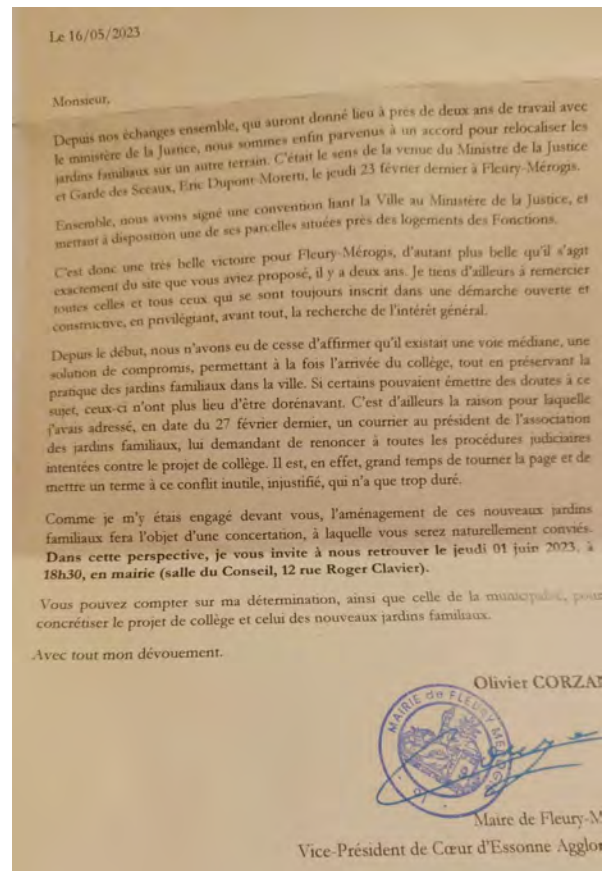 Le 16/05/2023
Monsieur,
Depuis nos échanges ensemble, qui auront donné lieu à près de deux ans de travail avec
le ministère de la Justice, nous sommes enfin parvenus à un accord pour relocaliser les
jardins familiaux sur un autre terrain. C'était le sens de la venue du Ministre de la Justice
et Garde des Sceaux, Eric Dupont-Moretti, le jeudi 23 février dernier à Fleury-Mérogis.
Ensemble, nous avons signé une convention liant la Ville au Ministère de la Justice, et
mettant à disposition une de ses parcelles situées près des logements des Fonctions.
C'est donc une très belle victoire pour Fleury-Mérogis, d'autant plus belle qu'il s'agit
exactement du site que vous aviez proposé, il y a deux ans. Je tiens d'ailleurs à remercier
toutes celles et tous ceux qui se sont toujours inscrit dans une démarche ouverte et
constructive, en privilégiant, avant tout, la recherche de l'intérêt général.
Depuis le début, nous n'avons eu de cesse d'affirmer qu'il existait une voie médiane, une
solution de compromis, permettant à la fois l'arrivée du collège, tout en préservant la
pratique des jardins familiaux dans la ville. Si certains pouvaient émettre des doutes à ce
sujet, ceux-ci n'ont plus lieu d'être dorénavant. C'est d'ailleurs la raison pour laquelle
j'avais adressé, en date du 27 février dernier, un courrier au président de l'association
des jardins familiaux, lui demandant de renoncer à toutes les procédures judiciaires
intentées contre le projet de collège. Il est, en effet, grand temps de tourner la page et de
mettre un terme à ce conflit inutile, injustifié, qui n'a que trop duré.
Comme je m'y étais engagé devant vous, l'aménagement de ces nouveaux jardins
familiaux fera l'objet d'une concertation, à laquelle vous serez naturellement conviés.
Dans cette perspective, je vous invite à nous retrouver le jeudi 01 juin 2023, à
18h30, en mairie (salle du Conseil, 12 rue Roger Clavier).
Vous pouvez compter sur ma détermination, ainsi que celle de la municipalité, pour
concrétiser le projet de collège et celui des nouveaux jardins familiaux.
Avec tout mon dévouement.
Olivier CORZAN
MAIRIE de FLEURY MEROGIS
Maire de Fleury-M
Vice-Président de Cœur d'Essonne Agglo